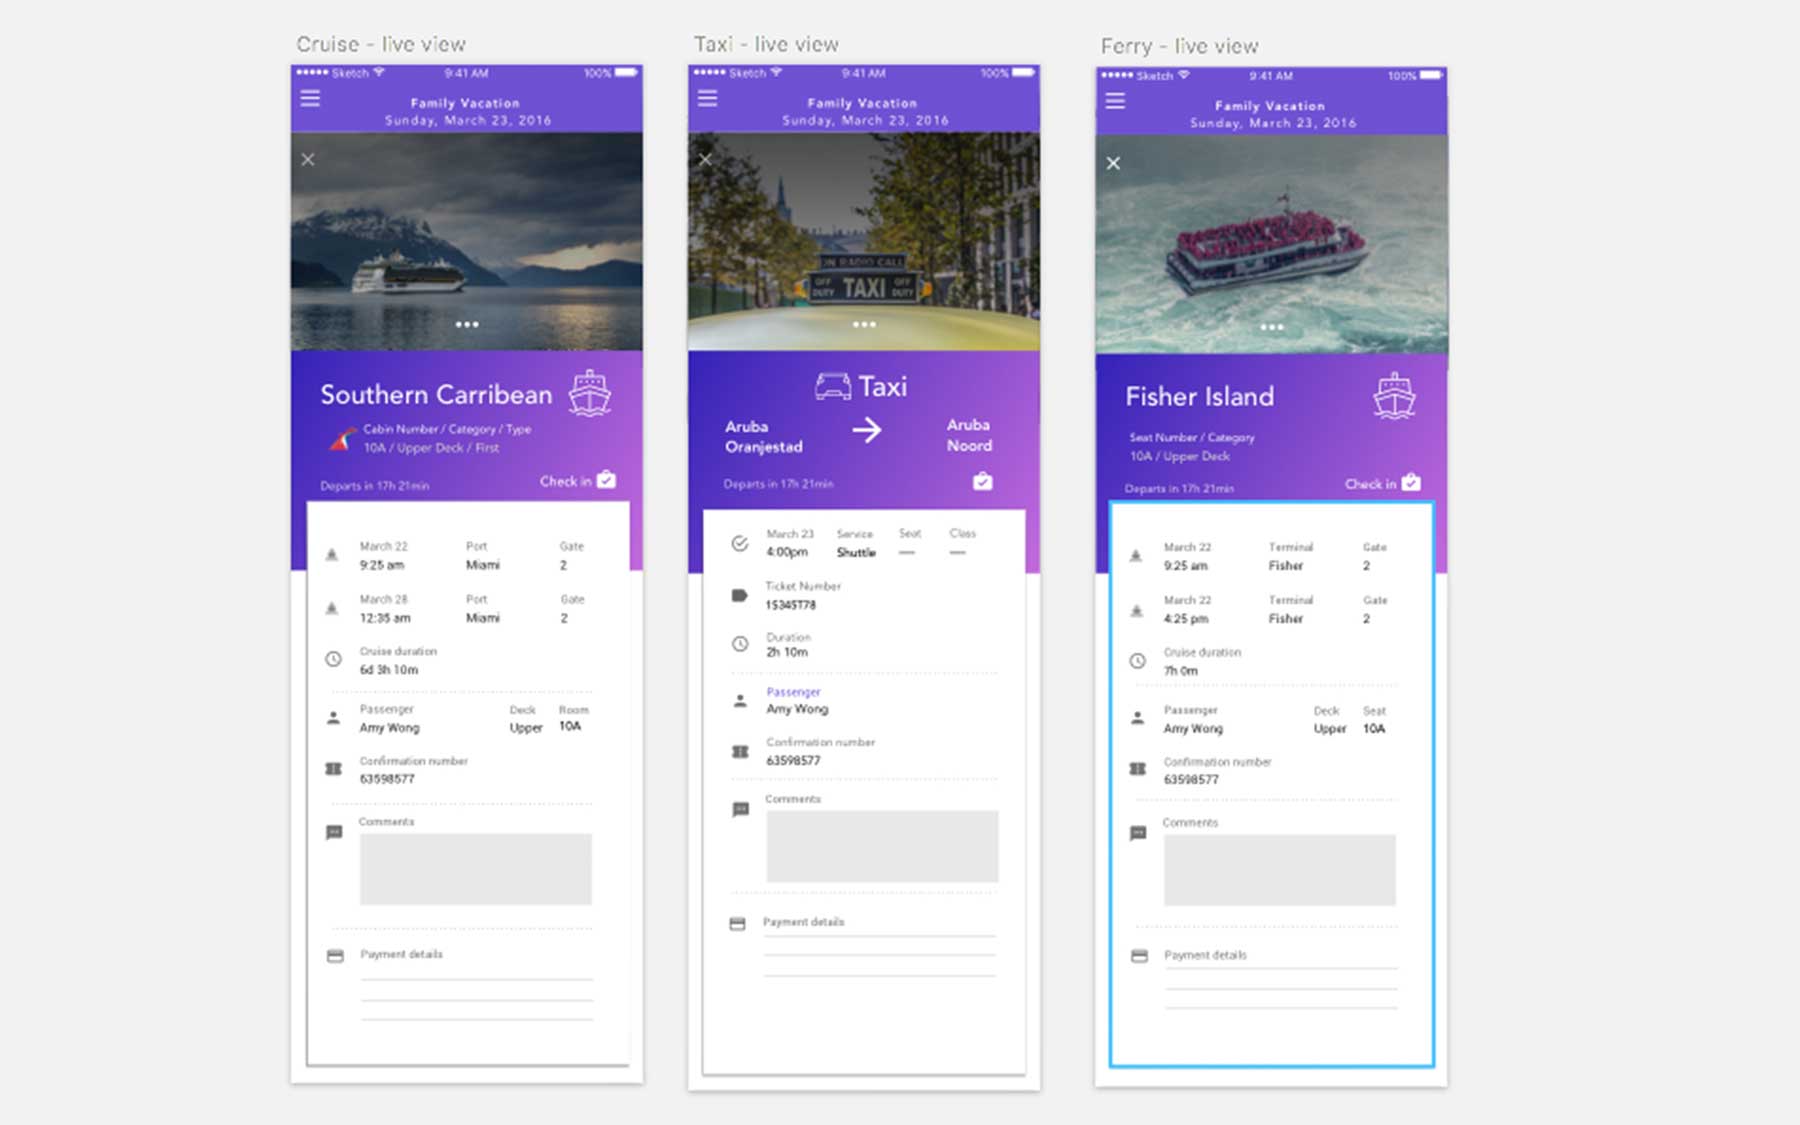 Cruise - live view
Sketch 9:41 AM 100%
Family Vacation
Sunday, March 23, 2016
Southern Carribean
Cabin Number / Category / Type
10A / Upper Deck / First
Departs in 17h 21min
Check in
March 22 Port Gate
9:25 am Miami 2
March 28 Port Gate
12:35 am Miami 2
Cruise duration
6d 3h 10m
Passenger Deck Room
Amy Wong Upper 10A
Confirmation number
63598577
Comments
Payment details
Taxi - live view
Sketch 9:41 AM 100%
Family Vacation
Sunday, March 23, 2016
ON RADIO CALL
OFF DUTY TAXI OFF DUTY
Taxi
Aruba Aruba
Oranjestad Noord
Departs in 17h 21min
March 23 Service Seat Class
4:00pm Shuttle — —
Ticket Number
15345T78
Duration
2h 10m
Passenger
Amy Wong
Confirmation number
63598577
Comments
Payment details
Ferry - live view
Sketch 9:41 AM 100%
Family Vacation
Sunday, March 23, 2016
Fisher Island
Seat Number / Category
10A / Upper Deck
Departs in 17h 21min
Check in
March 22 Terminal Gate
9:25 am Fisher 2
March 22 Terminal Gate
4:25 pm Fisher 2
Cruise duration
7h 0m
Passenger Deck Seat
Amy Wong Upper 10A
Confirmation number
63598577
Comments
Payment details